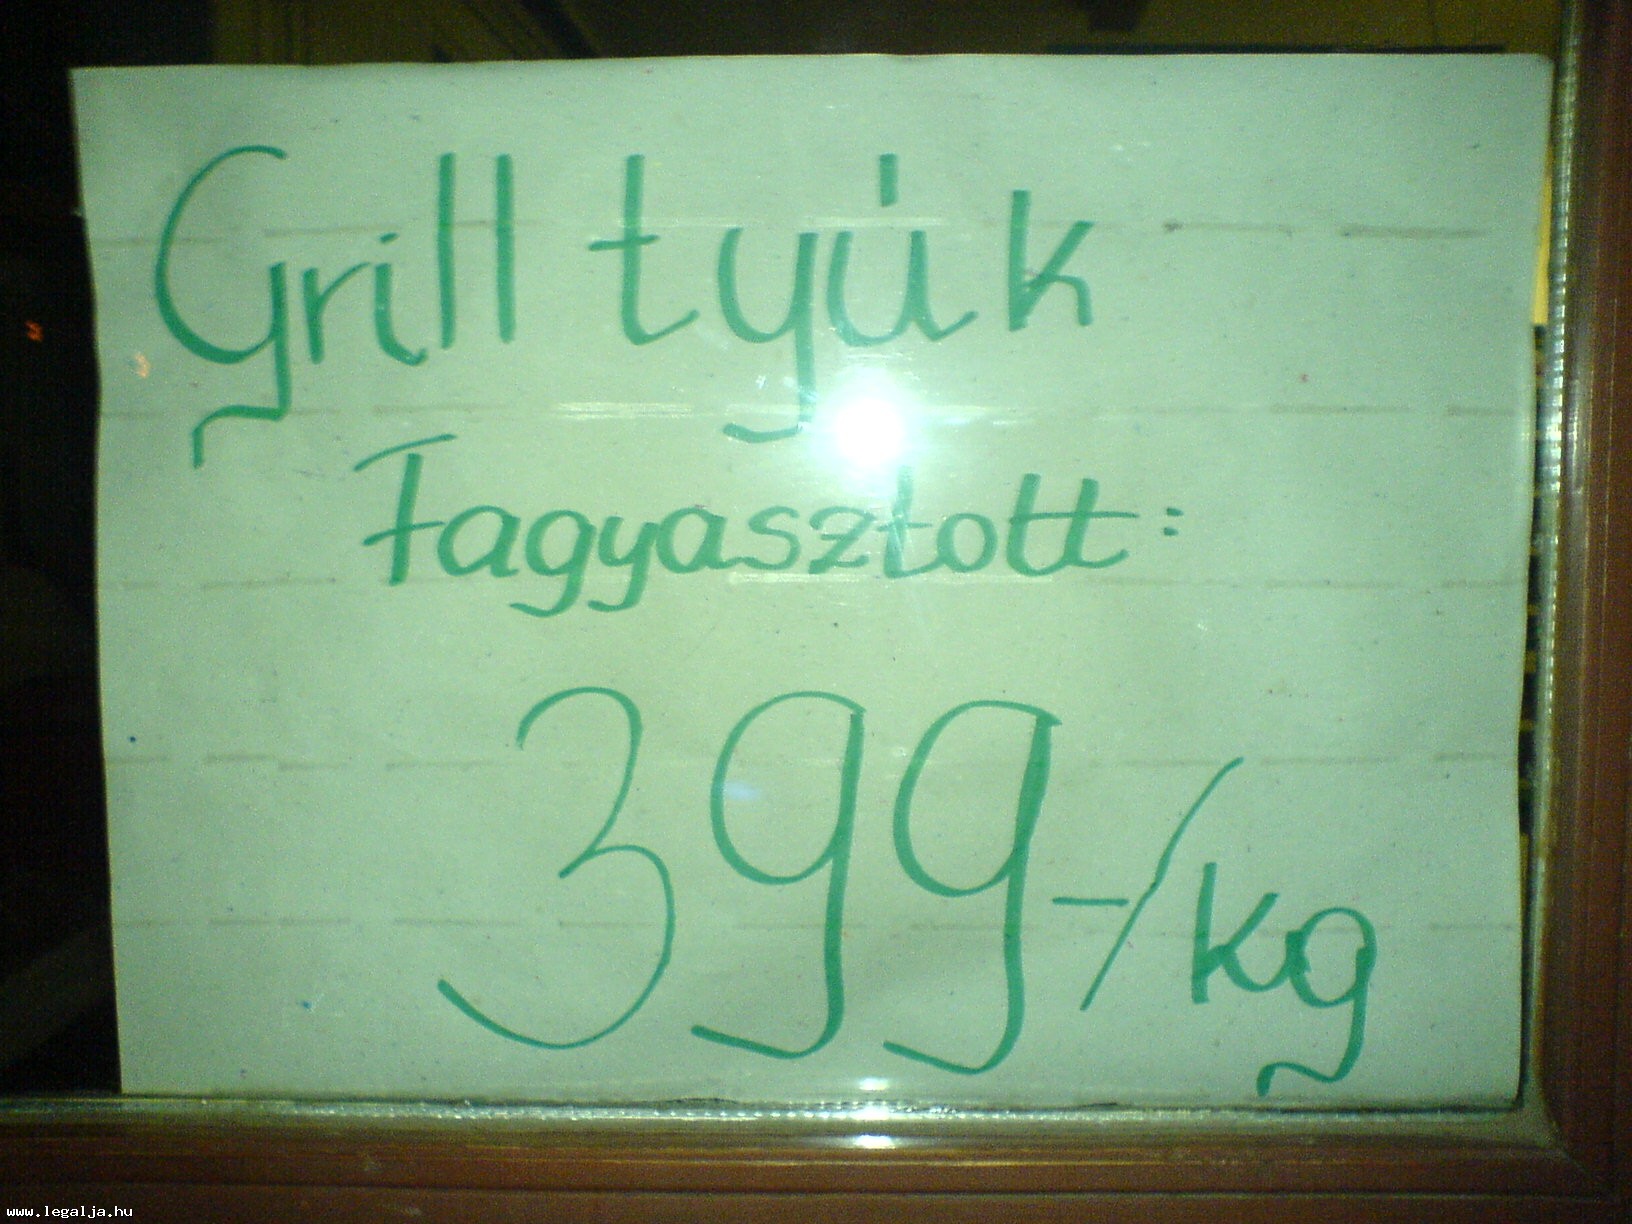 Grill tyúk
Fagyasztott:
399-/kg
www.legalja.hu